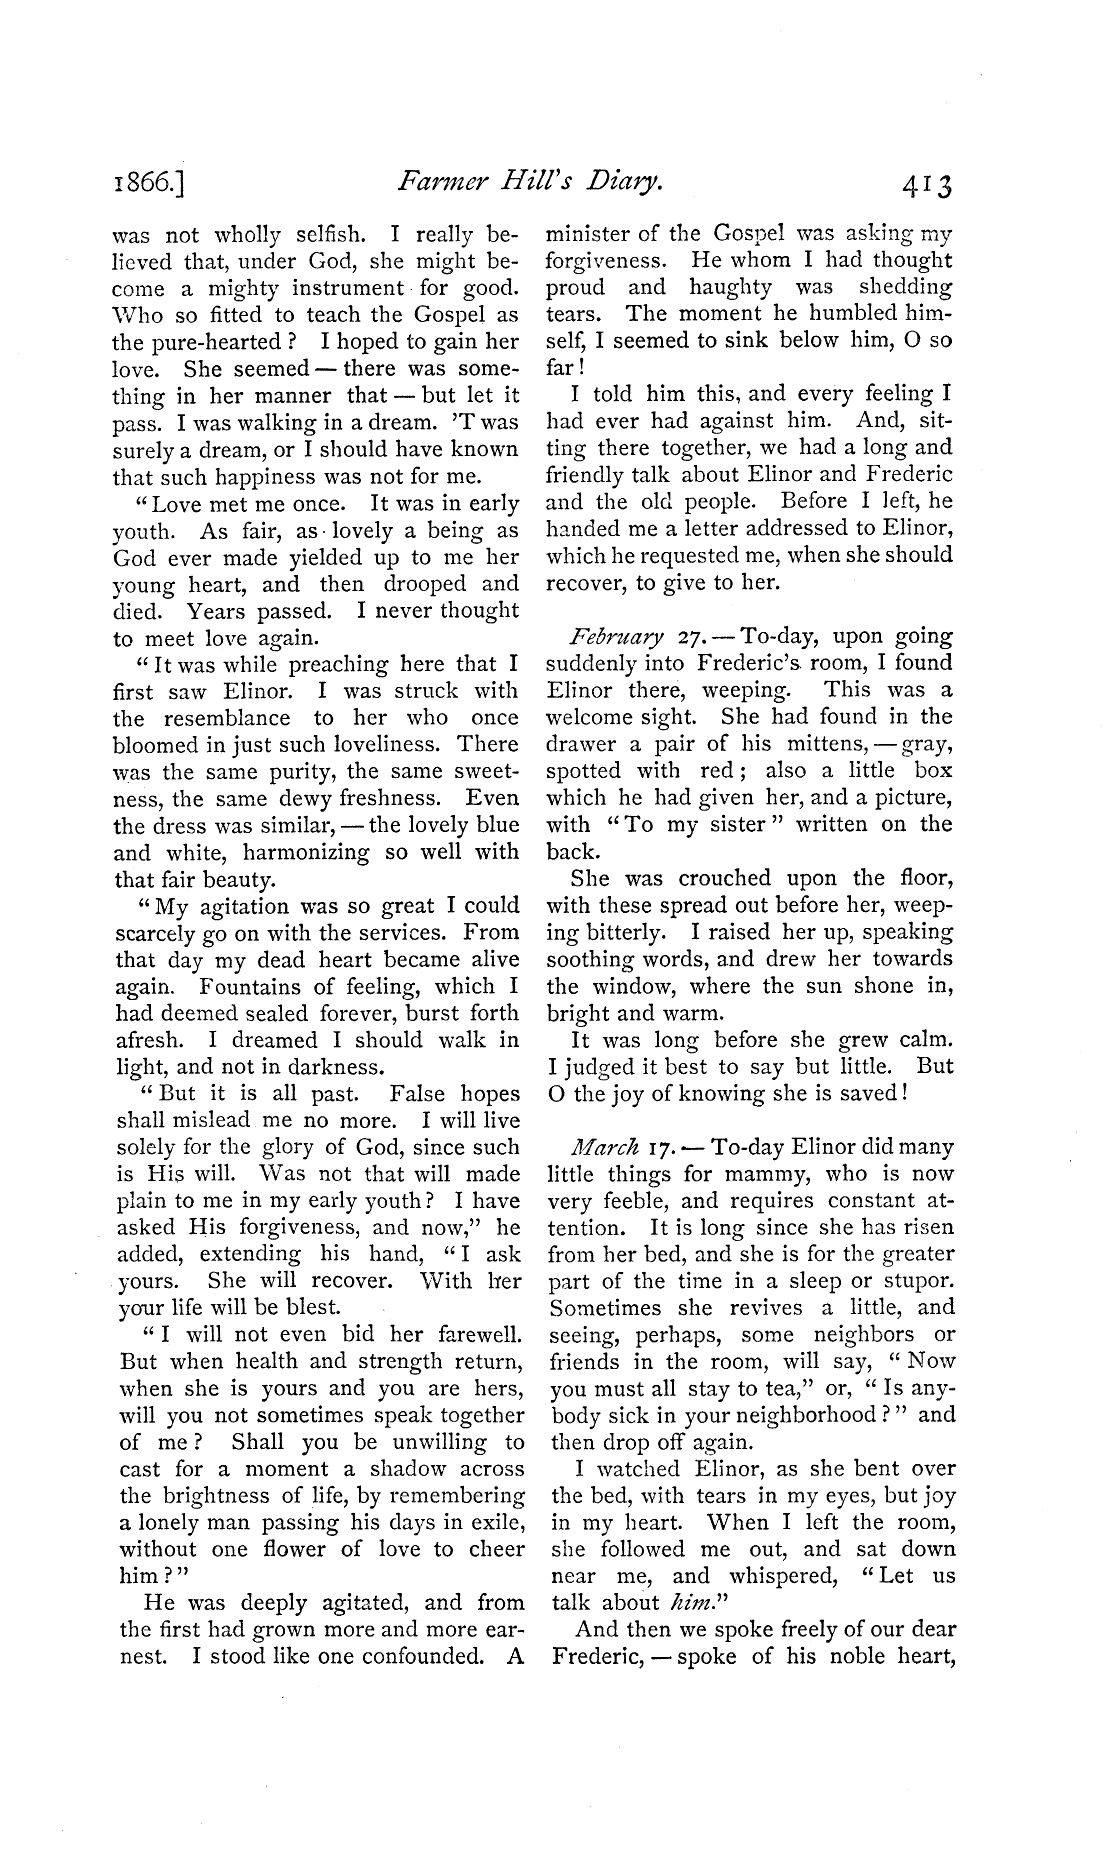 1866.] Farmer Hill's Diary. 413
was not wholly selfish. I really be-
lieved that, under God, she might be-
come a mighty instrument for good.
Who so fitted to teach the Gospel as
the pure-hearted? I hoped to gain her
love. She seemed — there was some-
thing in her manner that — but let it
pass. I was walking in a dream. 'T was
surely a dream, or I should have known
that such happiness was not for me.
"Love met me once. It was in early
youth. As fair, as lovely a being as
God ever made yielded up to me her
young heart, and then drooped and
died. Years passed. I never thought
to meet love again.
"It was while preaching here that I
first saw Elinor. I was struck with
the resemblance to her who once
bloomed in just such loveliness. There
was the same purity, the same sweet-
ness, the same dewy freshness. Even
the dress was similar, — the lovely blue
and white, harmonizing so well with
that fair beauty.
"My agitation was so great I could
scarcely go on with the services. From
that day my dead heart became alive
again. Fountains of feeling, which I
had deemed sealed forever, burst forth
afresh. I dreamed I should walk in
light, and not in darkness.
"But it is all past. False hopes
shall mislead me no more. I will live
solely for the glory of God, since such
is His will. Was not that will made
plain to me in my early youth? I have
asked His forgiveness, and now," he
added, extending his hand, "I ask
yours. She will recover. With her
your life will be blest.
"I will not even bid her farewell.
But when health and strength return,
when she is yours and you are hers,
will you not sometimes speak together
of me? Shall you be unwilling to
cast for a moment a shadow across
the brightness of life, by remembering
a lonely man passing his days in exile,
without one flower of love to cheer
him?"
He was deeply agitated, and from
the first had grown more and more ear-
nest. I stood like one confounded. A
minister of the Gospel was asking my
forgiveness. He whom I had thought
proud and haughty was shedding
tears. The moment he humbled him-
self, I seemed to sink below him, O so
far!
I told him this, and every feeling I
had ever had against him. And, sit-
ting there together, we had a long and
friendly talk about Elinor and Frederic
and the old people. Before I left, he
handed me a letter addressed to Elinor,
which he requested me, when she should
recover, to give to her.
February 27. — To-day, upon going
suddenly into Frederic's room, I found
Elinor there, weeping. This was a
welcome sight. She had found in the
drawer a pair of his mittens, — gray,
spotted with red; also a little box
which he had given her, and a picture,
with "To my sister" written on the
back.
She was crouched upon the floor,
with these spread out before her, weep-
ing bitterly. I raised her up, speaking
soothing words, and drew her towards
the window, where the sun shone in,
bright and warm.
It was long before she grew calm.
I judged it best to say but little. But
O the joy of knowing she is saved!
March 17. — To-day Elinor did many
little things for mammy, who is now
very feeble, and requires constant at-
tention. It is long since she has risen
from her bed, and she is for the greater
part of the time in a sleep or stupor.
Sometimes she revives a little, and
seeing, perhaps, some neighbors or
friends in the room, will say, "Now
you must all stay to tea," or, "Is any-
body sick in your neighborhood?" and
then drop off again.
I watched Elinor, as she bent over
the bed, with tears in my eyes, but joy
in my heart. When I left the room,
she followed me out, and sat down
near me, and whispered, "Let us
talk about him."
And then we spoke freely of our dear
Frederic, — spoke of his noble heart,